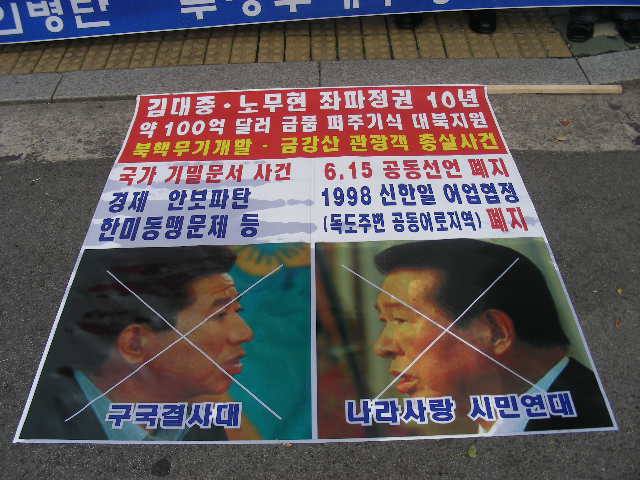 인병단
김대중·노무현 좌파정권 10년
약 100억 달러 금품 퍼주기식 대북지원
북핵무기개발 · 금강산 관광객 총살사건
국가 기밀문서 사건
경제 안보파탄
한미동맹문제 등
6.15 공동선언 폐지
1998 신한일 어업협정
(독도주변 공동어로지역) 폐지
구국결사대
나라사랑 시민연대